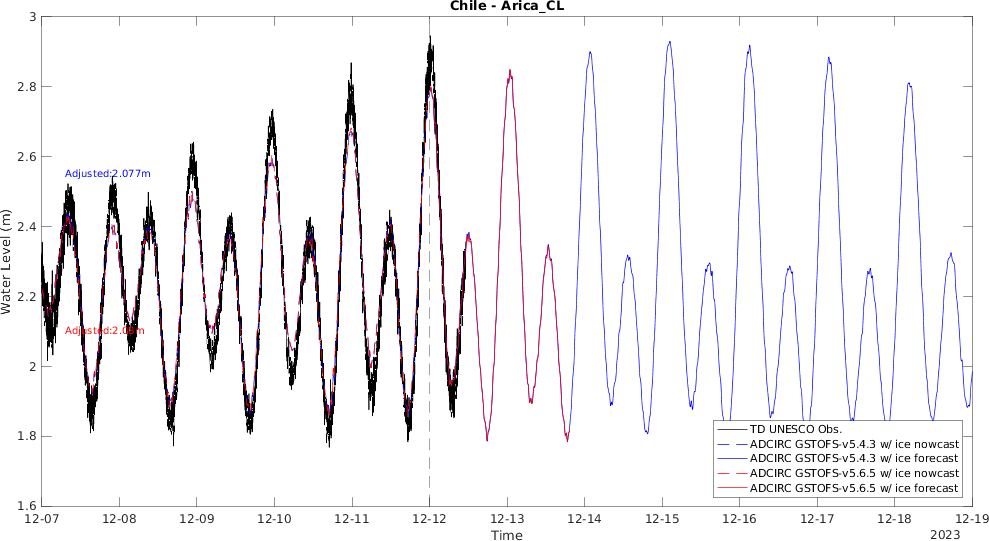 Chile - Arica_CL
3
2.8
2.6
2.4
2.2
2
1.8
1.6
Water Level (m)
Adjusted:2.077m
TD UNESCO Obs.
ADCIRC GSTOFS-v5.4.3 w/ ice nowcast
ADCIRC GSTOFS-v5.4.3 w/ ice forecast
ADCIRC GSTOFS-v5.6.5 w/ ice nowcast
ADCIRC GSTOFS-v5.6.5 w/ ice forecast
12-07 12-08 12-09 12-10 12-11 12-12 12-13 12-14 12-15 12-16 12-17 12-18 12-19
Time
2023